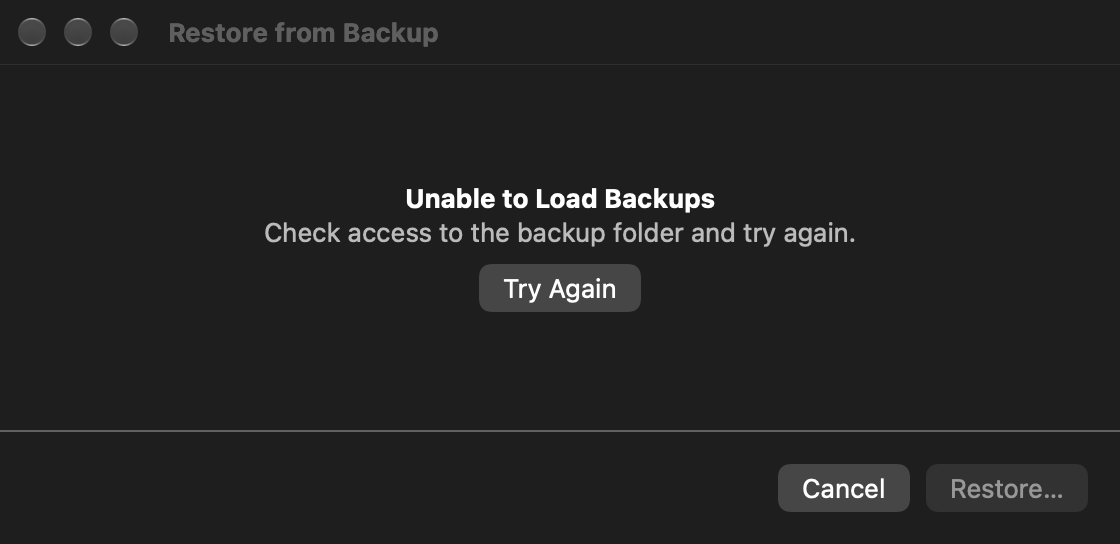 Restore from Backup
Unable to Load Backups
Check access to the backup folder and try again.
Try Again
Cancel
Restore...